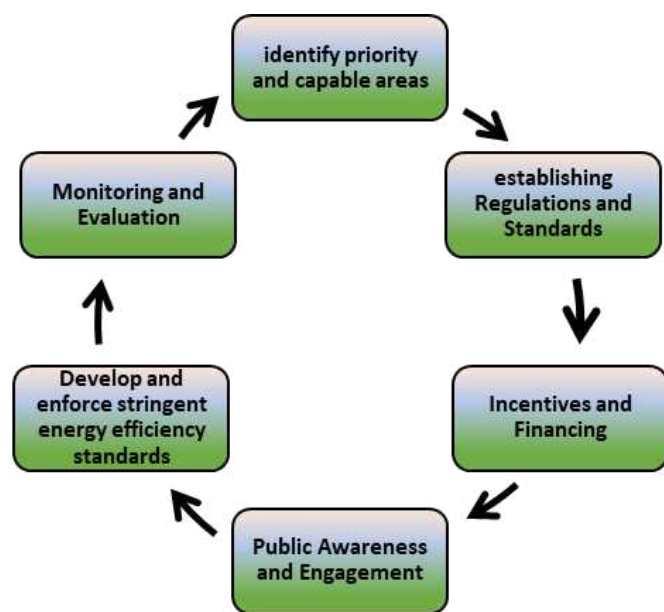 identify priority
and capable areas
establishing
Regulations and
Standards
Incentives and
Financing
Public Awareness
and Engagement
Develop and
enforce stringent
energy efficiency
standards
Monitoring and
Evaluation